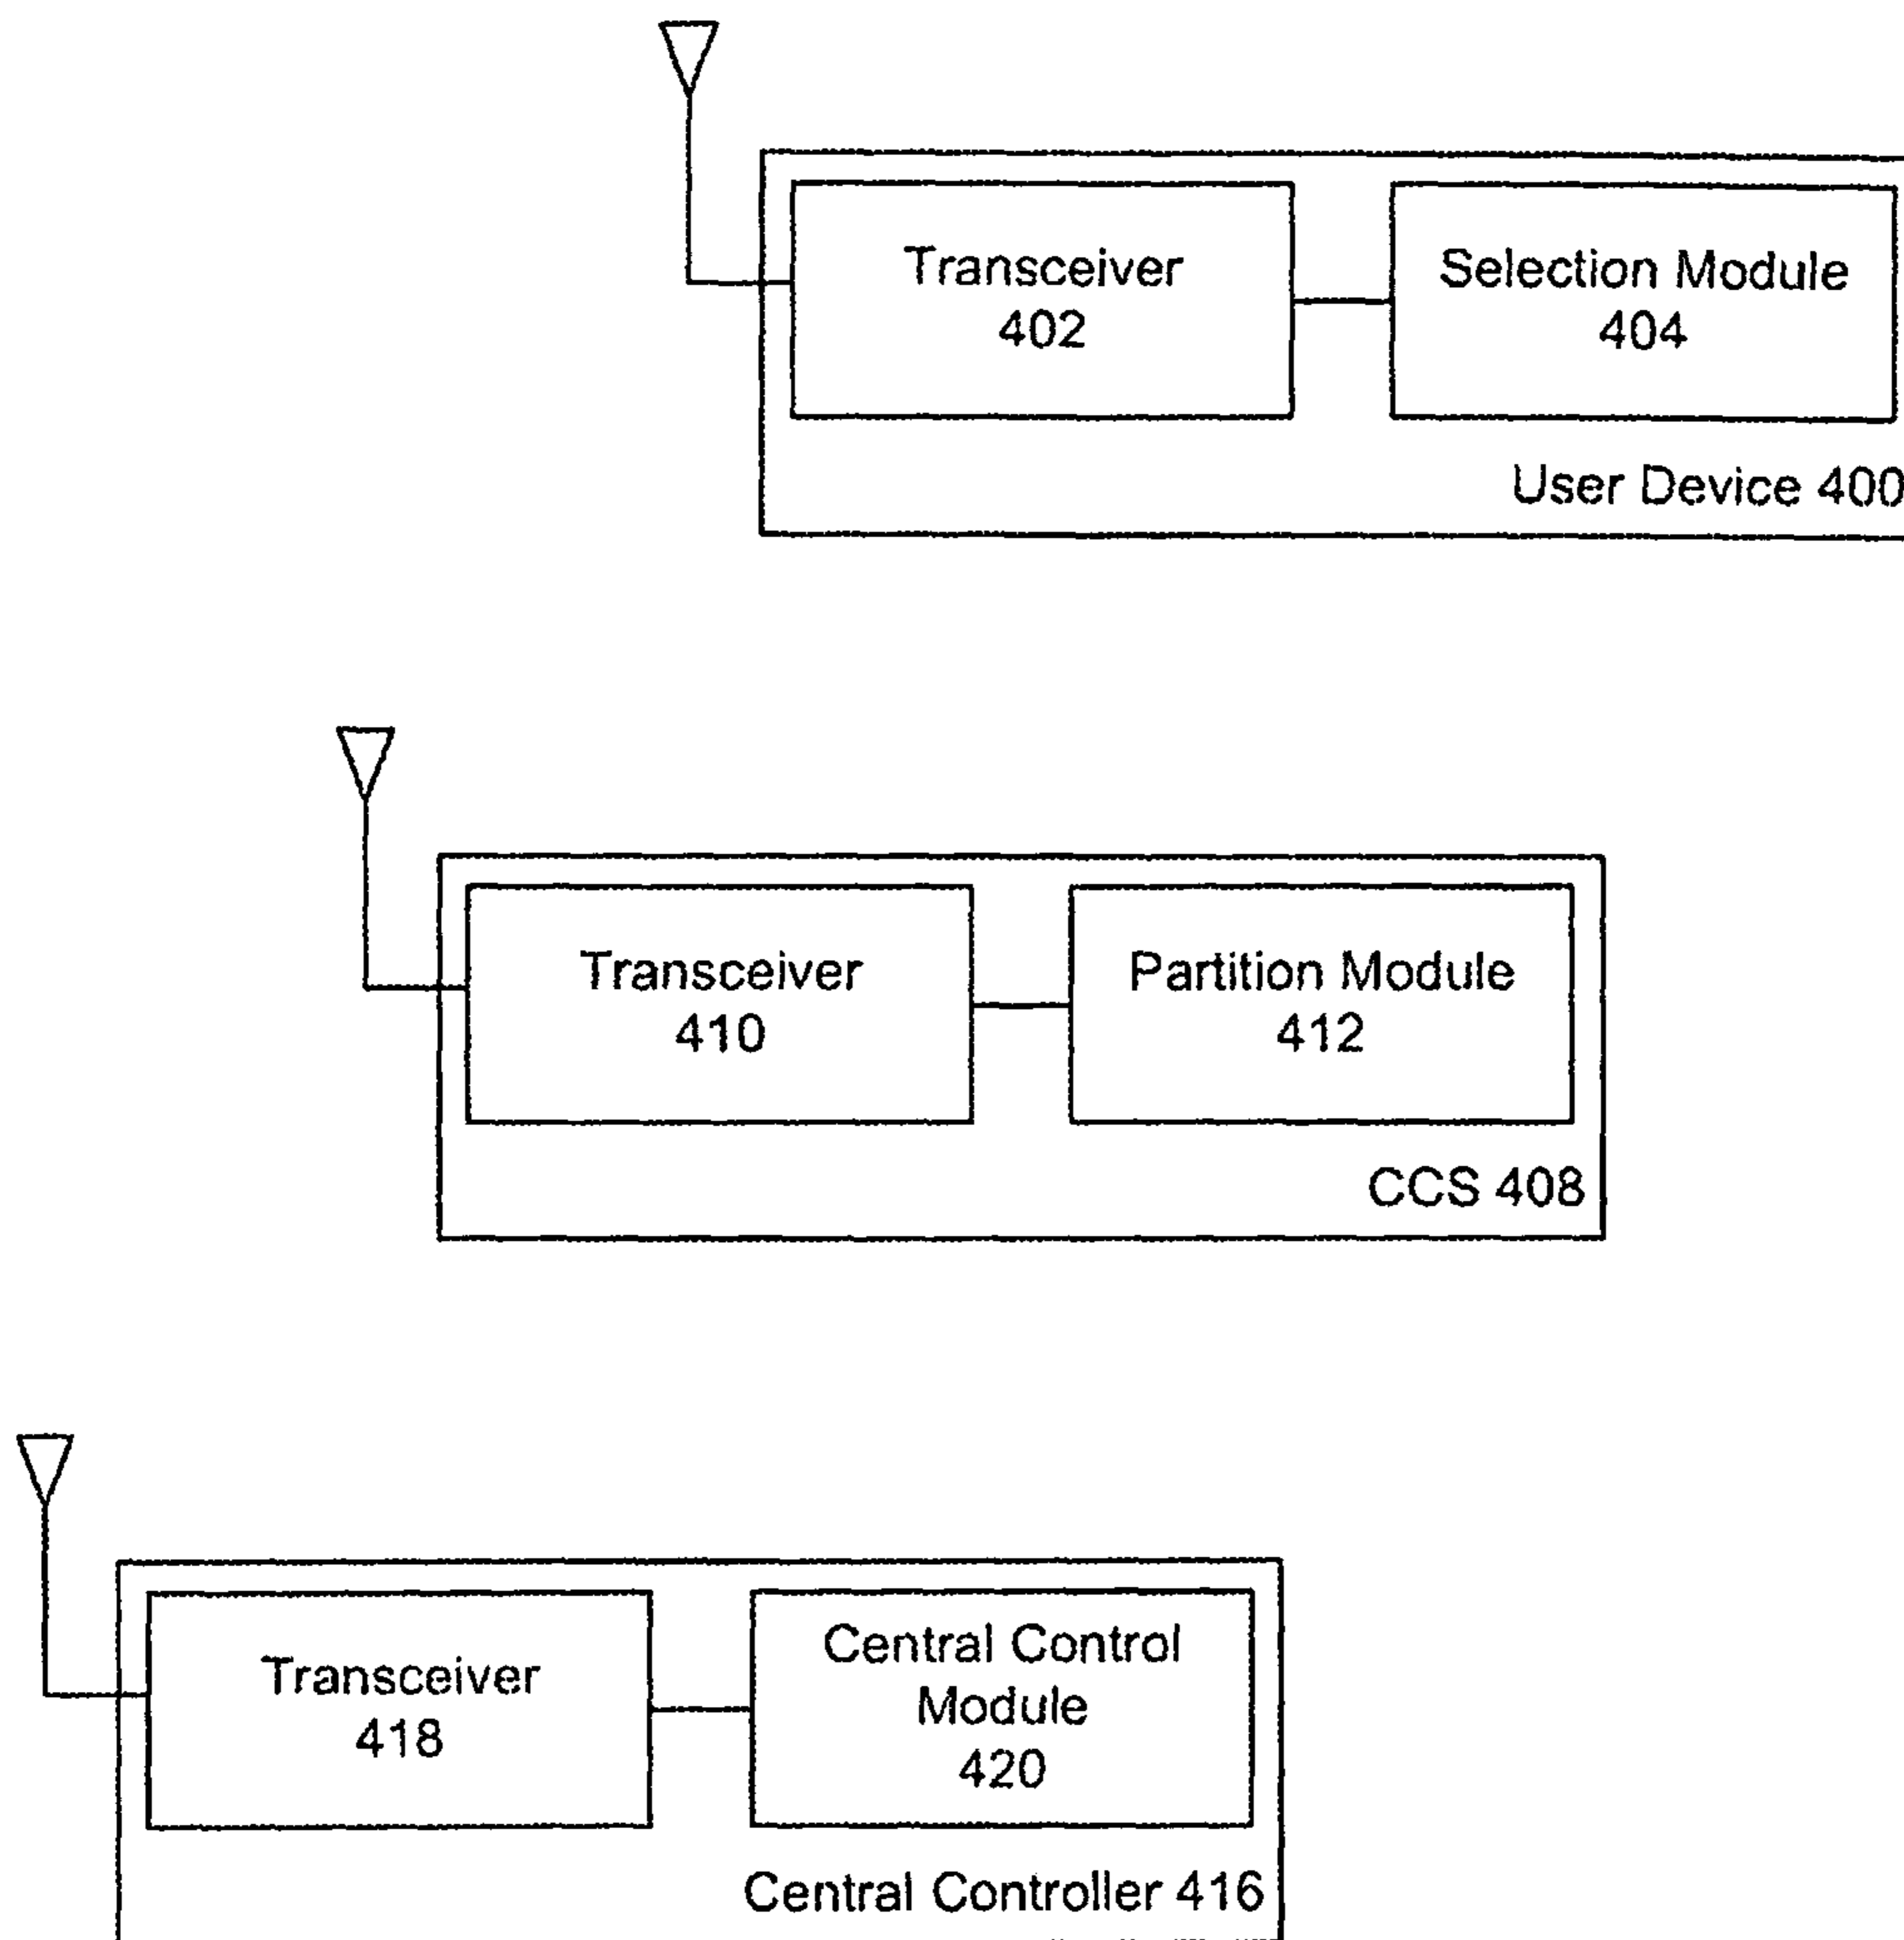 Transceiver
402
Selection Module
404
User Device 400
Transceiver
410
Partition Module
412
CCS 408
Transceiver
418
Central Control
Module
420
Central Controller 416